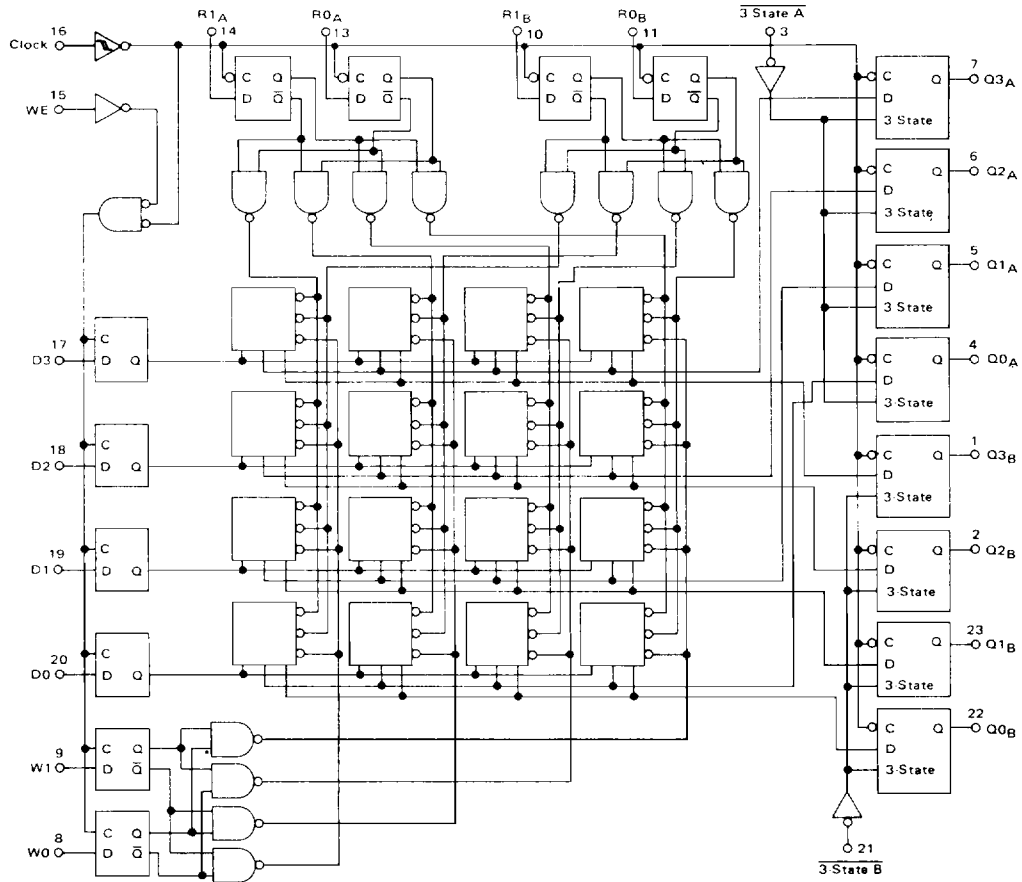 R1A R0A R1B R0B 3 State A
14 13 10 11 3
16
Clock
15
WE
C Q
D Q
C Q
D Q
C Q
D Q
C Q
D Q
C Q
D
3 State
7
Q3A
C Q
D
3 State
6
Q2A
C Q
D
3 State
5
Q1A
C Q
D
3 State
4
Q0A
C Q
D
3 State
1
Q3B
C Q
D
3 State
2
Q2B
C Q
D
3 State
23
Q1B
C Q
D
3-State
22
Q0B
17
D3
C
D Q
18
D2
C
D Q
19
D1
C
D Q
20
D0
C
D Q
9
W1
C Q
D Q
8
W0
C Q
D Q
21
3 State B